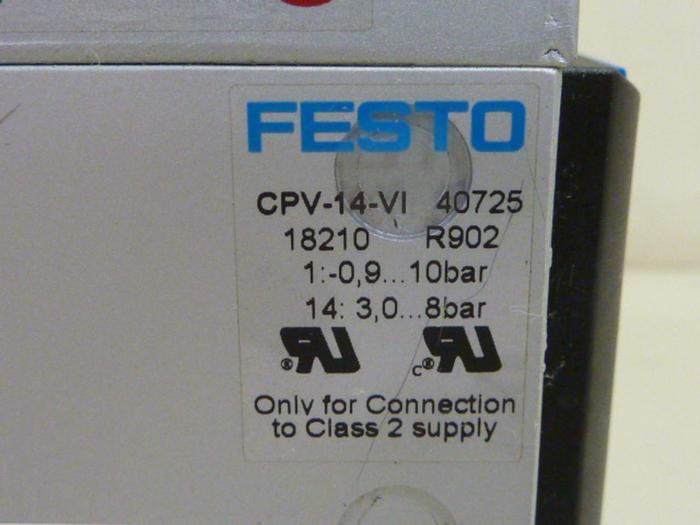 FESTO
CPV-14-VI 40725
18210 R902
1:-0,9...10bar
14: 3,0...8bar
Only for Connection
to Class 2 supply